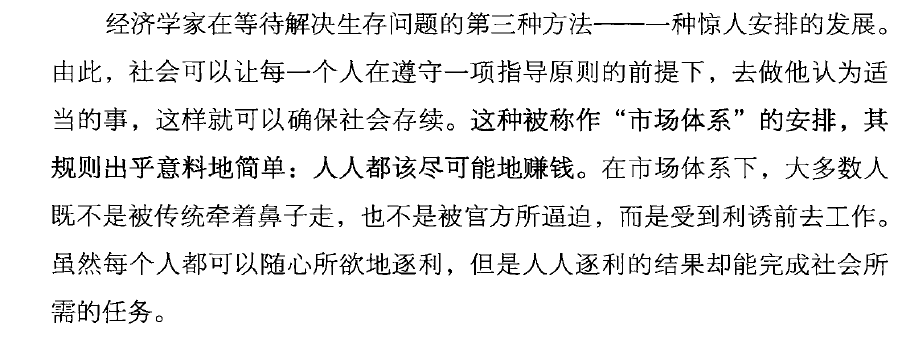 经济学家在等待解决生存问题的第三种方法——一种惊人安排的发展。
由此，社会可以让每一个人在遵守一项指导原则的前提下，去做他认为适
当的事，这样就可以确保社会存续。这种被称作“市场体系”的安排，其
规则出乎意料地简单：人人都该尽可能地赚钱。在市场体系下，大多数人
既不是被传统牵着鼻子走，也不是被官方所逼迫，而是受到利诱前去工作。
虽然每个人都可以随心所欲地逐利，但是人人逐利的结果却能完成社会所
需的任务。